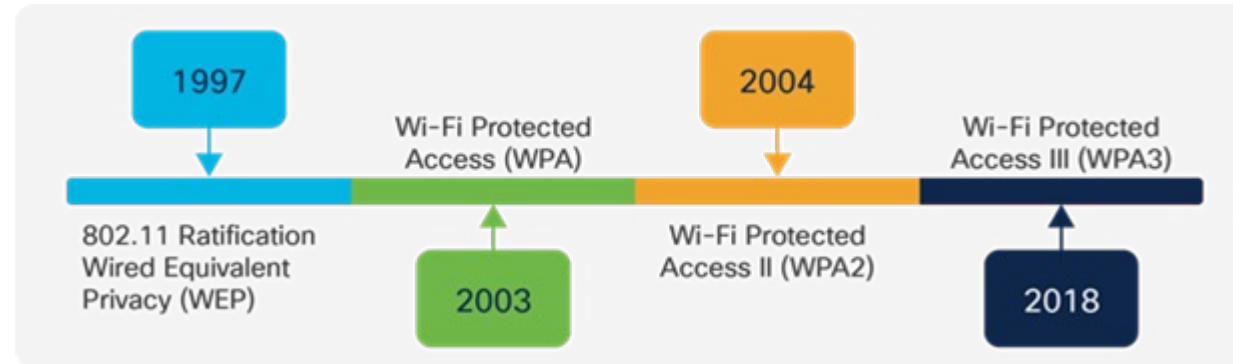 1997
802.11 Ratification
Wired Equivalent
Privacy (WEP)
Wi-Fi Protected
Access (WPA)
2003
2004
Wi-Fi Protected
Access II (WPA2)
Wi-Fi Protected
Access III (WPA3)
2018